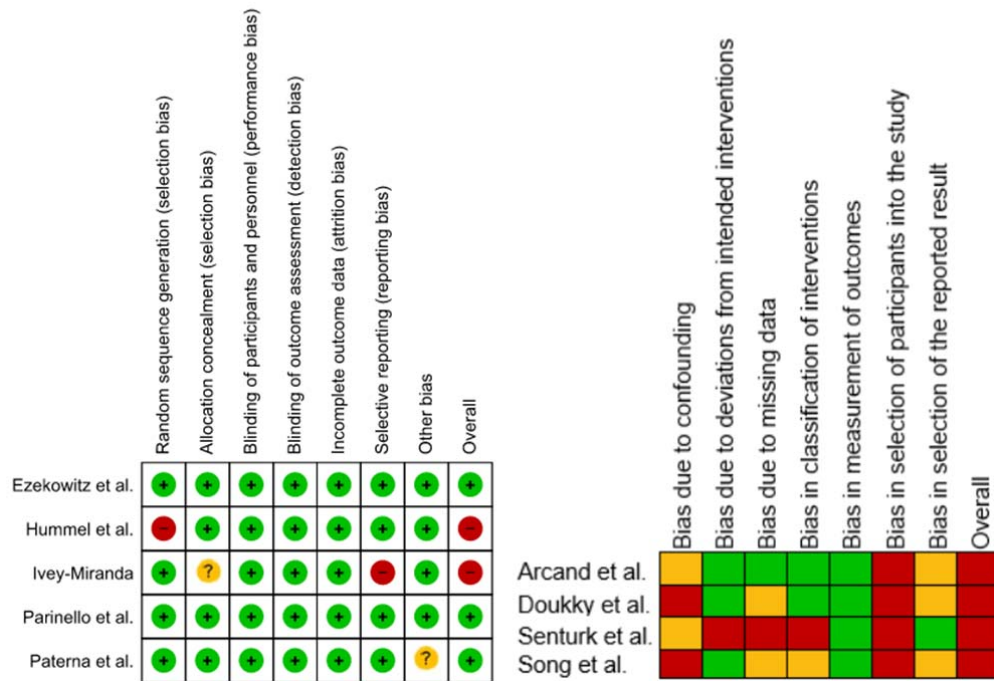 Random sequence generation (selection bias)
Allocation concealment (selection bias)
Blinding of participants and personnel (performance bias)
Blinding of outcome assessment (detection bias)
Incomplete outcome data (attrition bias)
Selective reporting (reporting bias)
Other bias
Overall
Ezekowitz et al.
+ + + + + + + +
Hummel et al.
- + + + + + + -
Ivey-Miranda
+ ? + + + - + -
Parinello et al.
+ + + + + + + +
Paterna et al.
+ + + + + + ? +
Bias due to confounding
Bias due to deviations from intended interventions
Bias due to missing data
Bias in classification of interventions
Bias in measurement of outcomes
Bias in selection of participants into the study
Bias in selection of the reported result
Overall
Arcand et al.
Doukky et al.
Senturk et al.
Song et al.